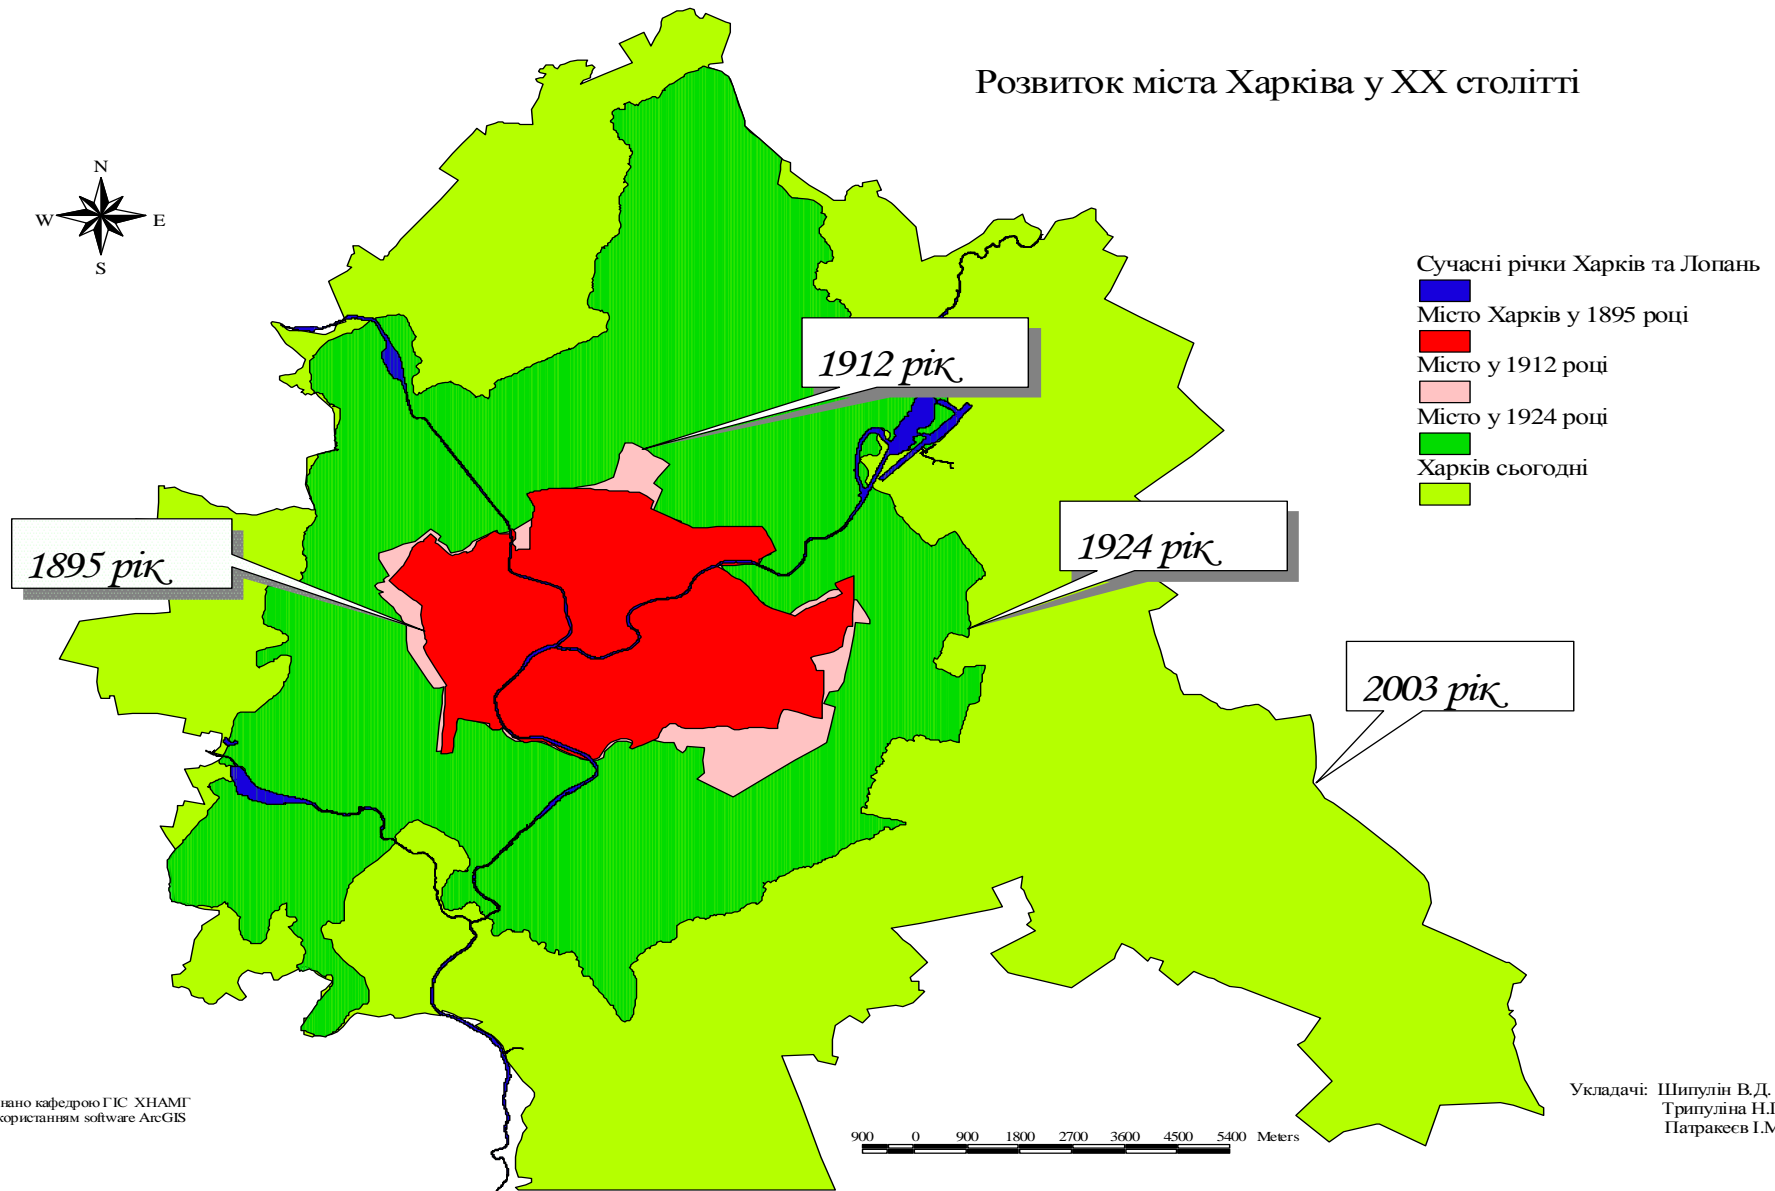 Розвиток міста Харкова у XX столітті
N
W E
S
Сучасні річки Харків та Лопань
Місто Харків у 1895 році
Місто у 1912 році
Місто у 1924 році
Харків сьогодні
1912 рік
1895 рік
1924 рік
2003 рік
кафедрою ГІС ХНАМГ
software ArcGIS
900 0 900 1800 2700 3600 4500 5400 Meters
Укладачі: Шипулін В.Д.
Трипуліна Н.
Патракеєв І.